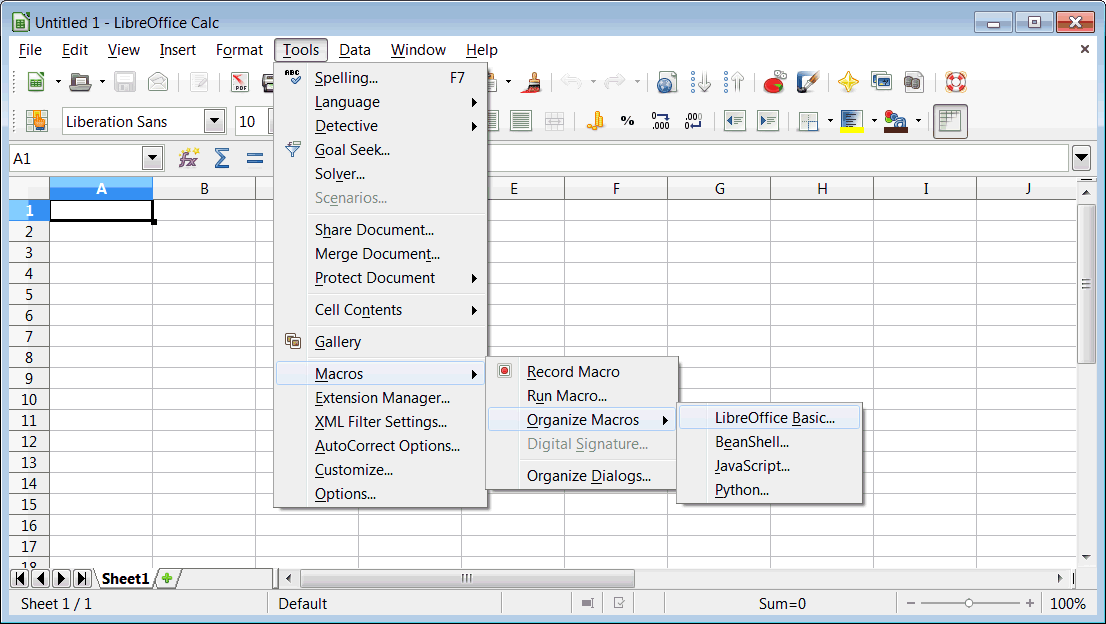 Untitled 1 - LibreOffice Calc
File Edit View Insert Format Tools Data Window Help
ABC Spelling... F7
PDF
Language
Liberation Sans 10 % .000 .000
Detective
A1 Goal Seek...
Solver...
Scenarios...
A B E F G H I J
1
2 Share Document...
3 Merge Document...
4 Protect Document
5
6 Cell Contents
7 Gallery
8
9 Macros Record Macro
10 Extension Manager... Run Macro...
11 XML Filter Settings... Organize Macros LibreOffice Basic...
12 AutoCorrect Options... Digital Signature... BeanShell...
13 Customize... Organize Dialogs... JavaScript...
14 Options... Python...
15
16
17
18
Sheet1
Sheet 1 / 1 Default Sum=0 100%